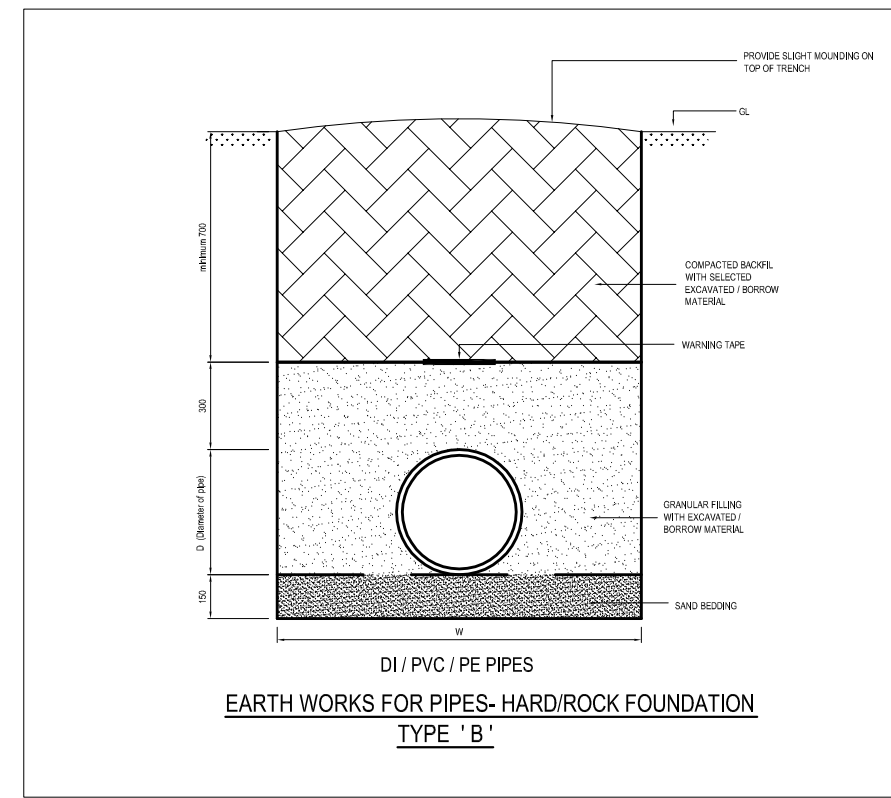 PROVIDE SLIGHT MOUNDING ON
TOP OF TRENCH
GL
minimum 700
COMPACTED BACKFIL
WITH SELECTED
EXCAVATED / BORROW
MATERIAL
WARNING TAPE
300
D (Diameter of pipe)
GRANULAR FILLING
WITH EXCAVATED /
BORROW MATERIAL
150
SAND BEDDING
W
DI / PVC / PE PIPES
EARTH WORKS FOR PIPES- HARD/ROCK FOUNDATION
TYPE ' B '